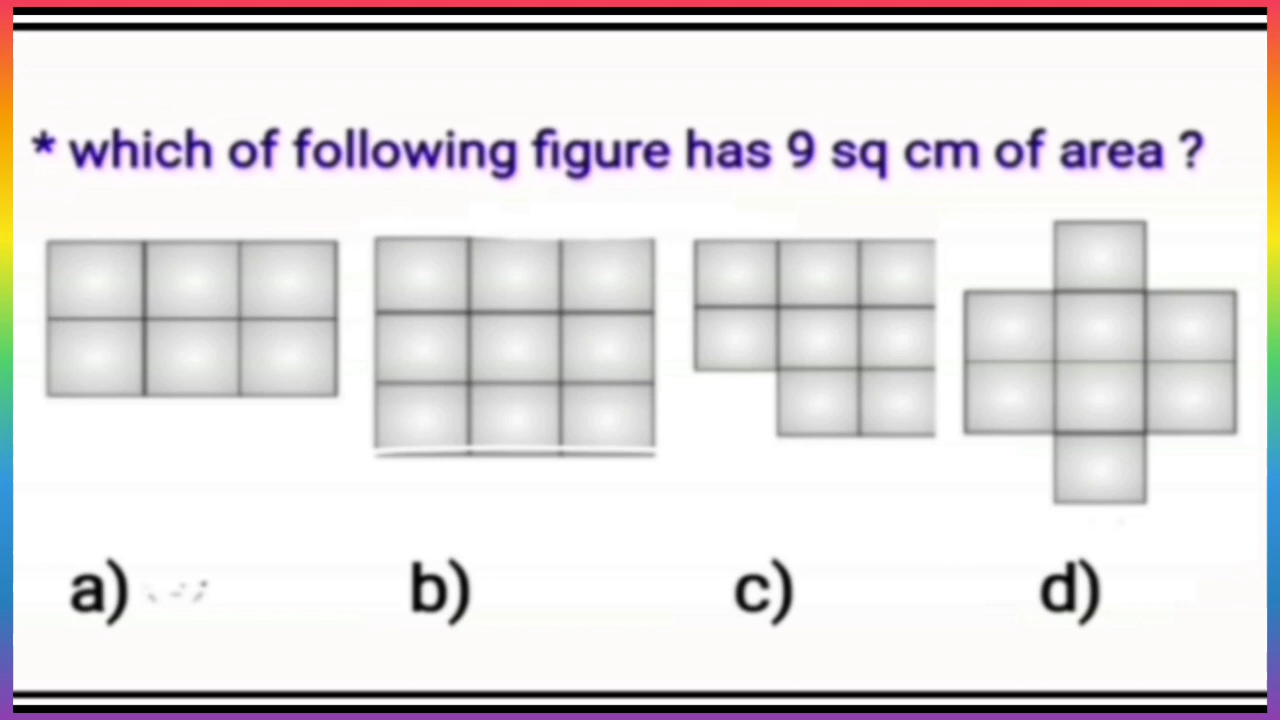 * which of following figure has 9 sq cm of area ?
a) b) c) d)